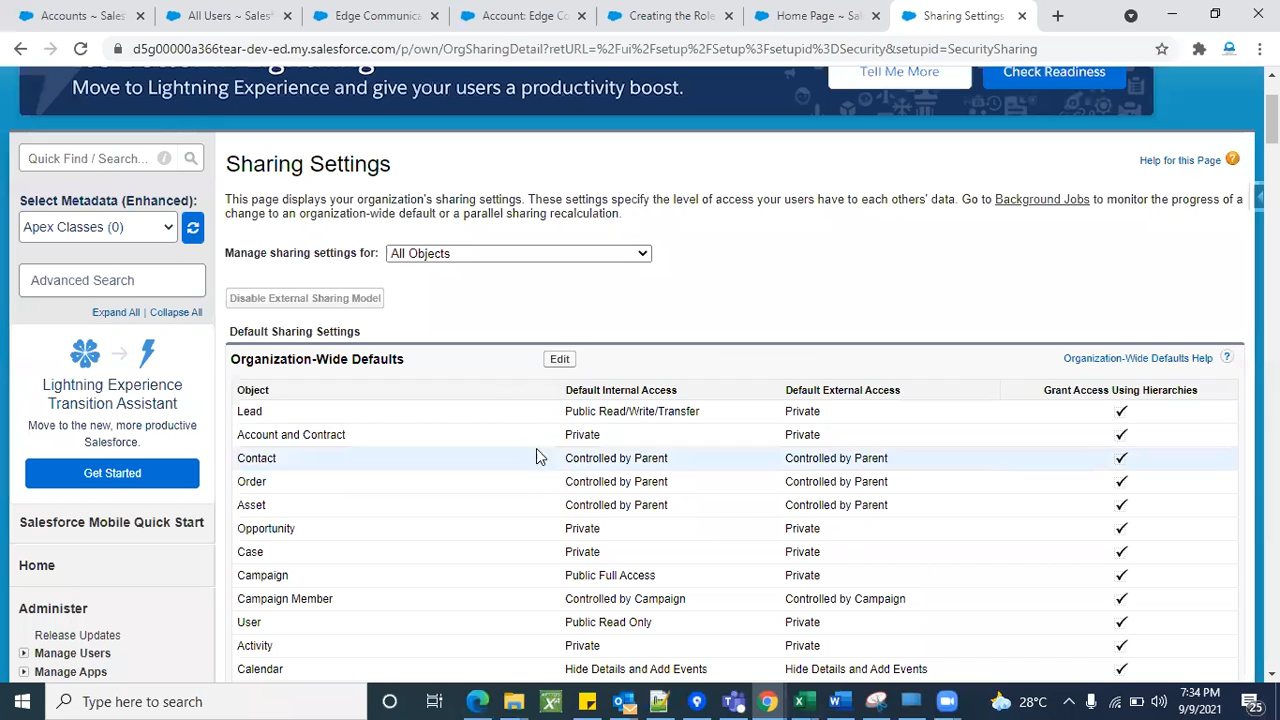 Accounts ~ Sales
All Users ~ Sales
Edge Communica
Account: Edge Co
Creating the Role
Home Page ~ Sa
Sharing Settings
d5g00000a366tear-dev-ed.my.salesforce.com/p/own/OrgSharingDetail?retURL=%2Fui%2Fsetup%2FSetup%3Fsetupid%3DSecurity&setupid=SecuritySharing
Move to Lightning Experience and give your users a productivity boost.
Tell Me More
Check Readiness
Quick Find / Search...
Select Metadata (Enhanced):
Apex Classes (0)
Advanced Search
Expand All | Collapse All
Lightning Experience
Transition Assistant
Move to the new, more productive
Salesforce.
Get Started
Salesforce Mobile Quick Start
Home
Administer
Release Updates
Manage Users
Manage Apps
Sharing Settings
Help for this Page
This page displays your organization's sharing settings. These settings specify the level of access your users have to each others' data. Go to Background Jobs to monitor the progress of a
change to an organization-wide default or a parallel sharing recalculation.
Manage sharing settings for: All Objects
Disable External Sharing Model
Default Sharing Settings
Organization-Wide Defaults Edit Organization-Wide Defaults Help ?
Object Default Internal Access Default External Access Grant Access Using Hierarchies
Lead Public Read/Write/Transfer Private
Account and Contract Private Private
Contact Controlled by Parent Controlled by Parent
Order Controlled by Parent Controlled by Parent
Asset Controlled by Parent Controlled by Parent
Opportunity Private Private
Case Private Private
Campaign Public Full Access Private
Campaign Member Controlled by Campaign Controlled by Campaign
User Public Read Only Private
Activity Private Private
Calendar Hide Details and Add Events Hide Details and Add Events
Type here to search
28°C
7:34 PM
9/9/2021
25